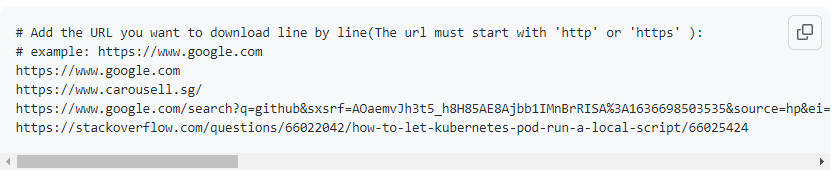 # Add the URL you want to download line by line(The url must start with 'http' or 'https' ):
# example: https://www.google.com
https://www.google.com
https://www.carousell.sg/
https://www.google.com/search?q=github&sxsrf=AOaemvJh3t5_h8H85AE8Ajbb1IMnBrRISA%3A1636698503535&source=hp&ei=
https://stackoverflow.com/questions/66022042/how-to-let-kubernetes-pod-run-a-local-script/66025424